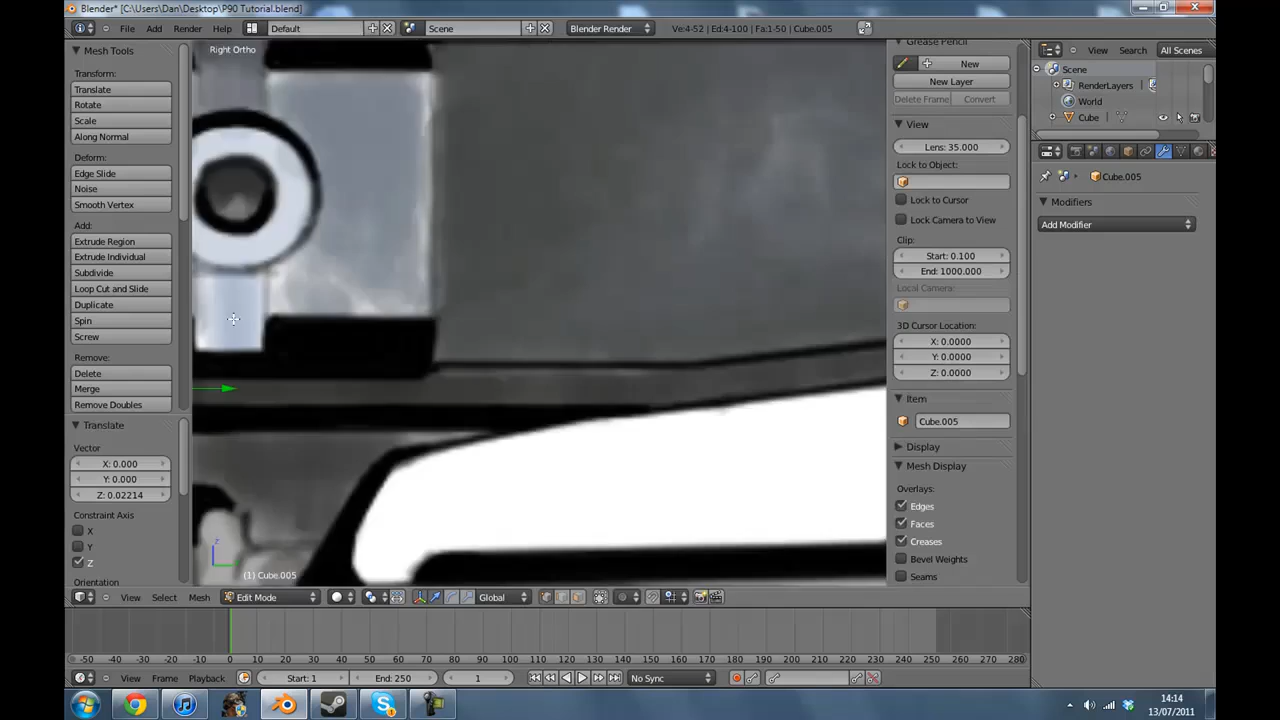 Blender* [C:\Users\Dan\Desktop\P90 Tutorial.blend]
File Add Render Help Default Scene Blender Render Ve:4-52 | Ed:4-100 | Fa:1-50 | Cube.005
Mesh Tools
Transform:
Translate
Rotate
Scale
Along Normal
Deform:
Edge Slide
Noise
Smooth Vertex
Add:
Extrude Region
Extrude Individual
Subdivide
Loop Cut and Slide
Duplicate
Spin
Screw
Remove:
Delete
Merge
Remove Doubles
Translate
Vector
X: 0.000
Y: 0.000
Z: 0.02214
Constraint Axis
X
Y
Z
Orientation
Right Ortho
z
(1) Cube.005
Grease Pencil
New
New Layer
Delete Frame Convert
View
Lens: 35.000
Lock to Object:
Lock to Cursor
Lock Camera to View
Clip:
Start: 0.100
End: 1000.000
Local Camera:
3D Cursor Location:
X: 0.0000
Y: 0.0000
Z: 0.0000
Item
Cube.005
Display
Mesh Display
Overlays:
Edges
Faces
Creases
Bevel Weights
Seams
View Search All Scenes
Scene
RenderLayers
World
Cube
Cube.005
Modifiers
Add Modifier
View Select Mesh Edit Mode Global
-50 -40 -30 -20 -10 0 10 20 30 40 50 60 70 80 90 100 110 120 130 140 150 160 170 180 190 200 210 220 230 240 250 260 270 280
View Frame Playback Start: 1 End: 250 1 No Sync
14:14
13/07/2011